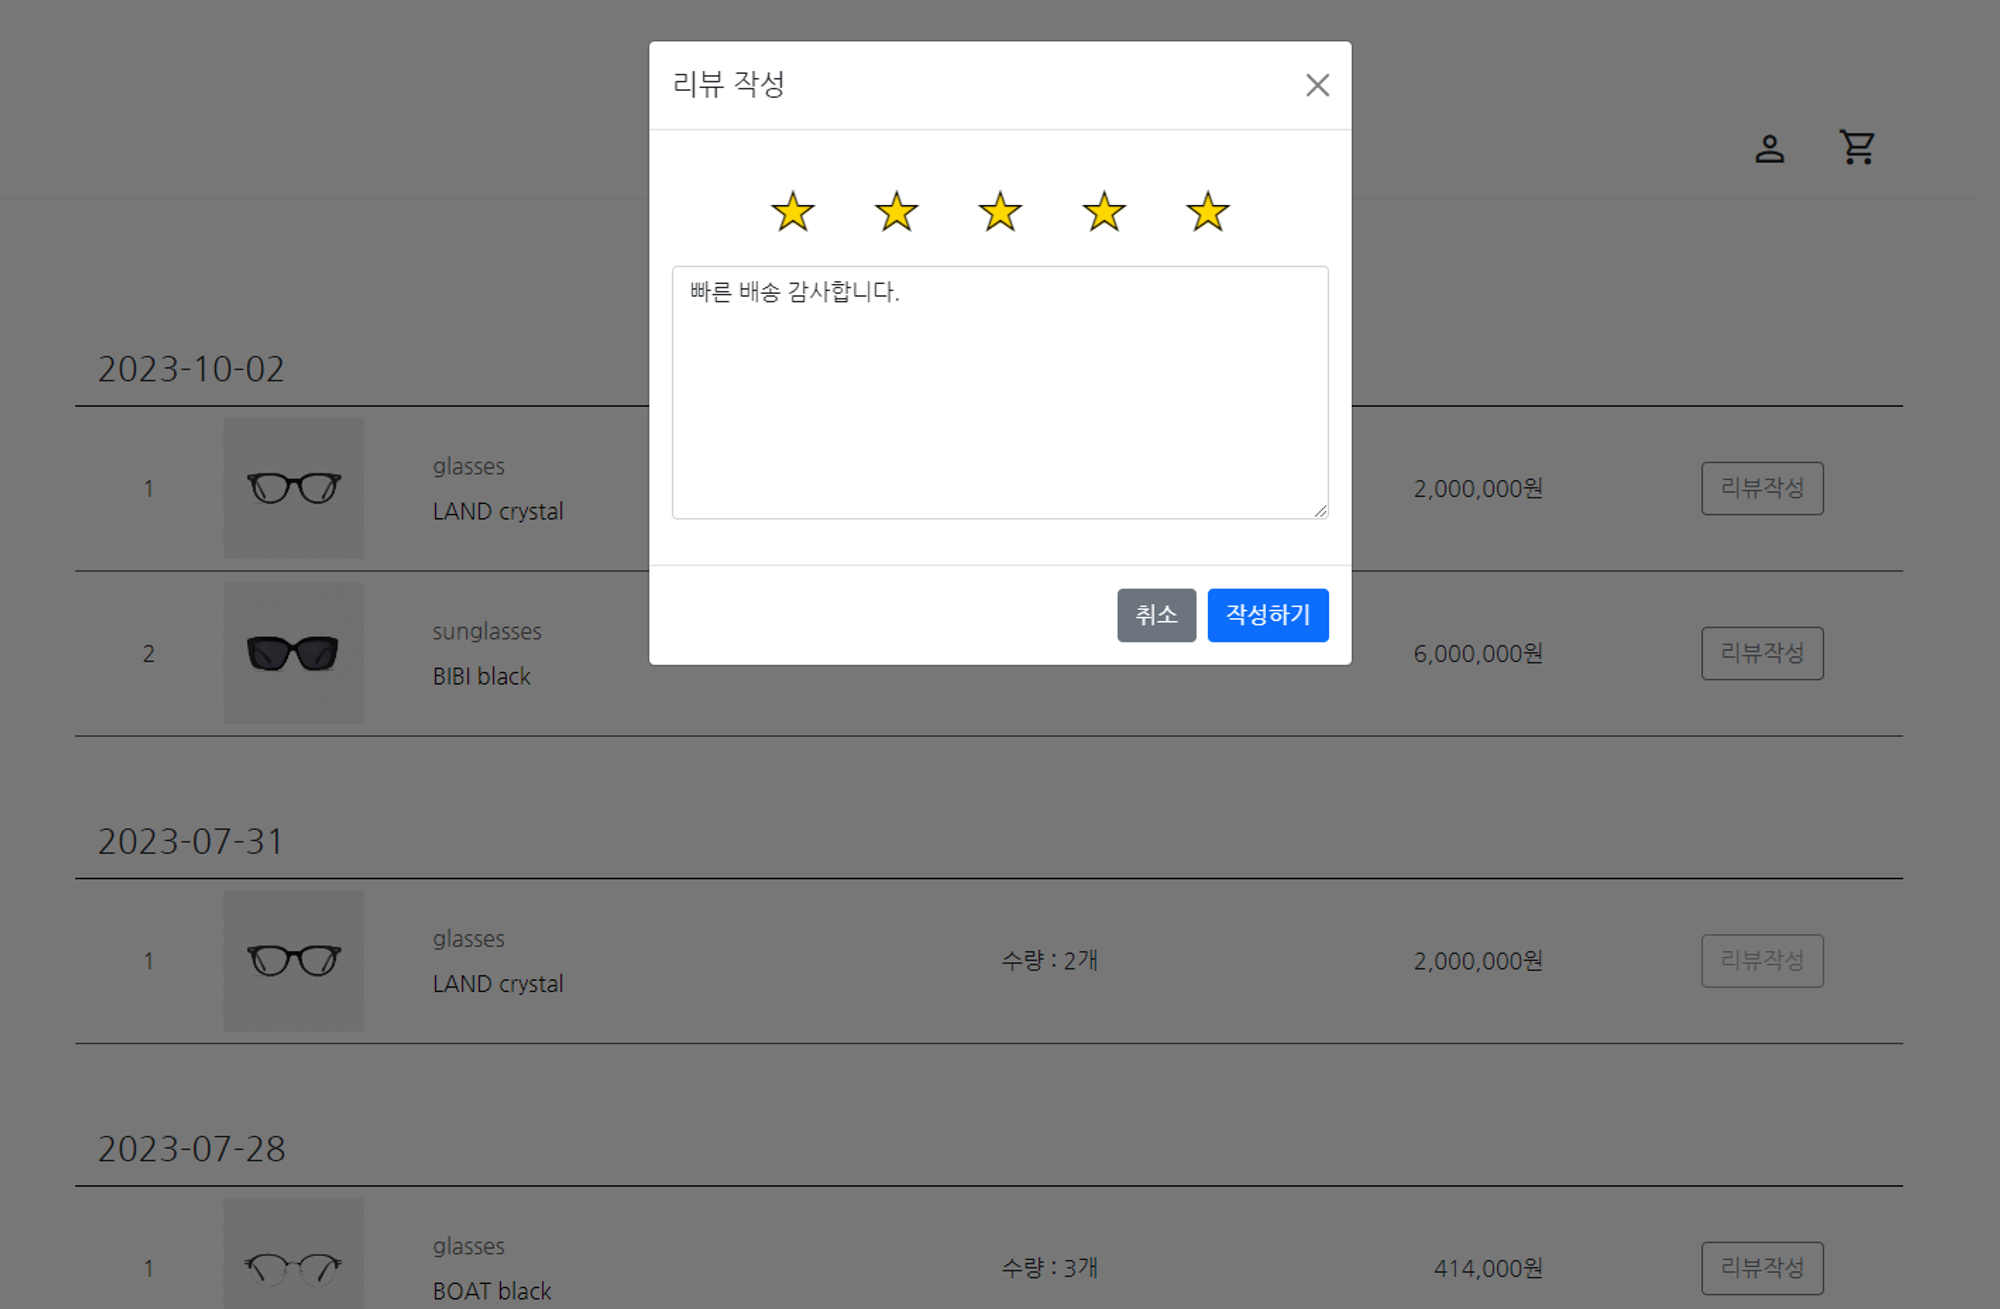 리뷰 작성
빠른 배송 감사합니다.
취소 작성하기
2023-10-02
1 glasses
LAND crystal
2,000,000원 리뷰작성
2 sunglasses
BIBI black
6,000,000원 리뷰작성
2023-07-31
1 glasses
LAND crystal
수량 : 2개 2,000,000원 리뷰작성
2023-07-28
1 glasses
BOAT black
수량 : 3개 414,000원 리뷰작성